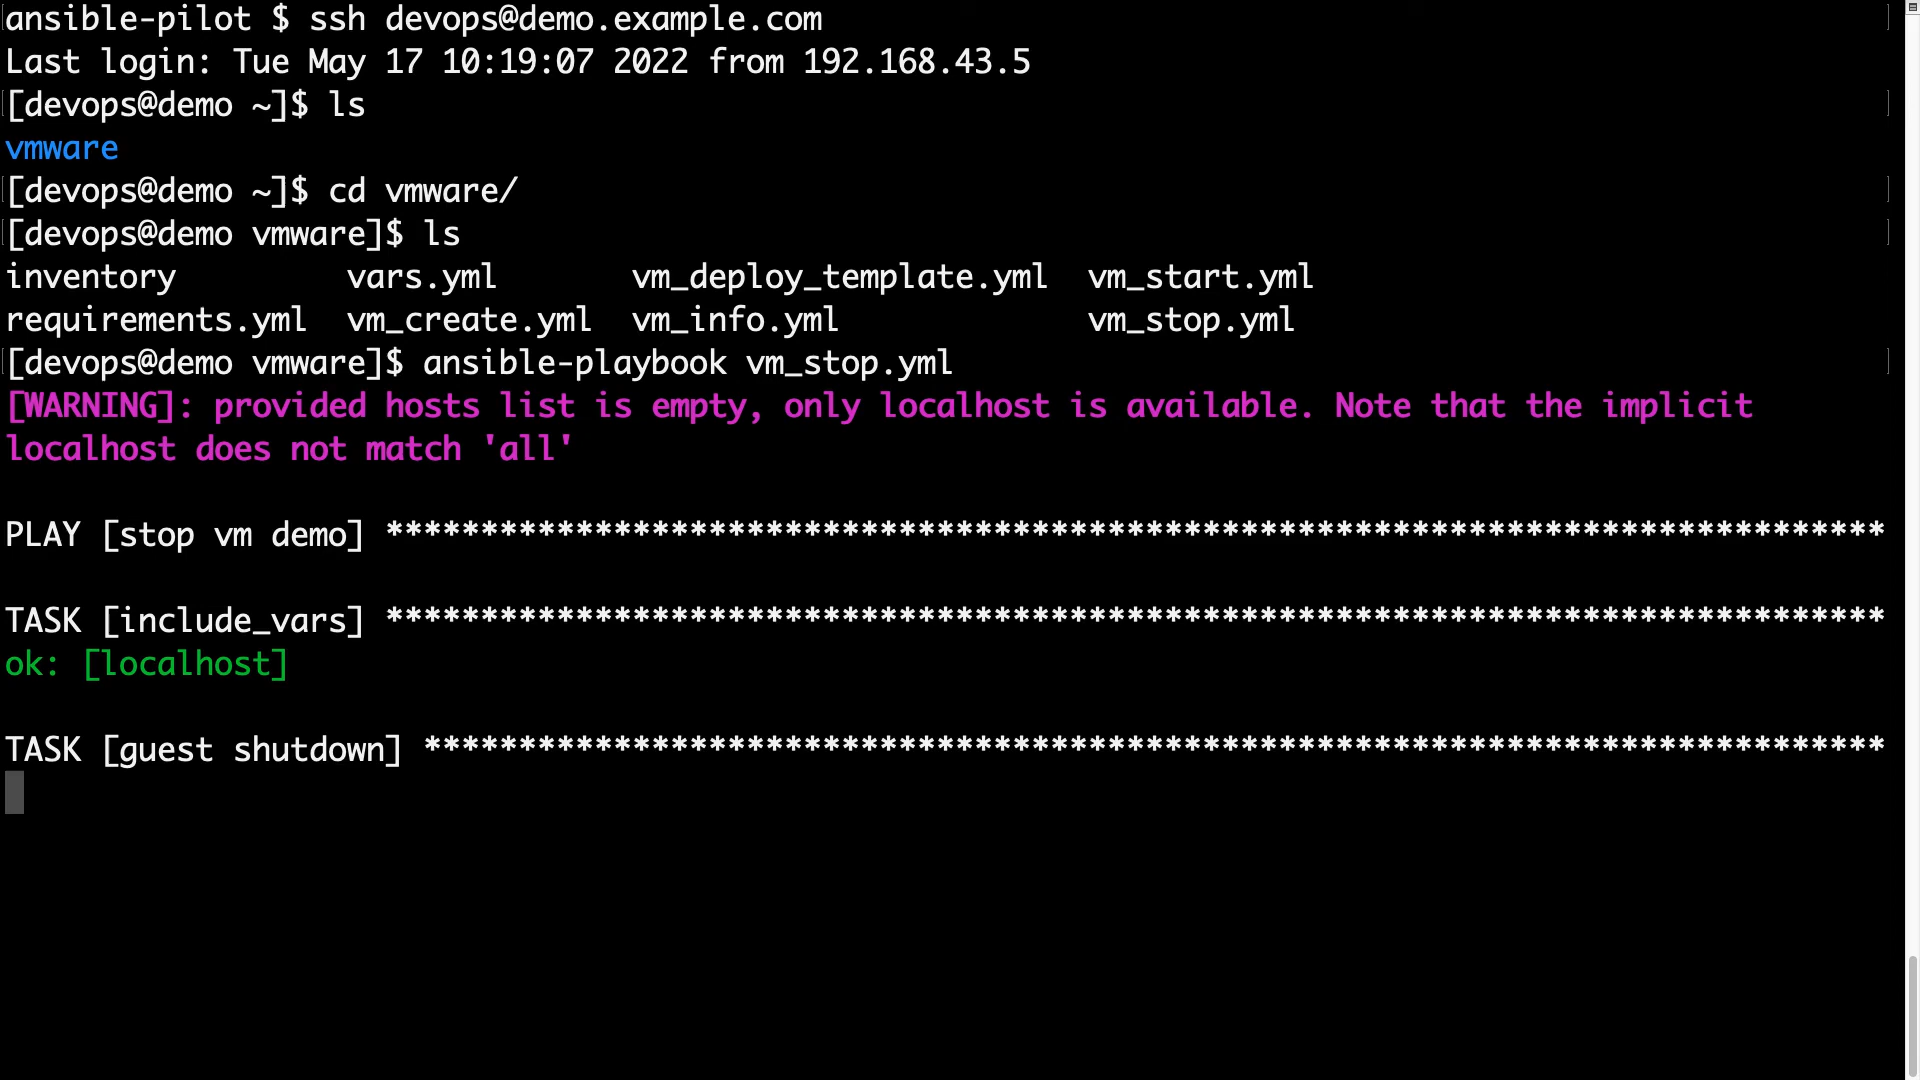 ansible-pilot $ ssh devops@demo.example.com
Last login: Tue May 17 10:19:07 2022 from 192.168.43.5
[devops@demo ~]$ ls
vmware
[devops@demo ~]$ cd vmware/
[devops@demo vmware]$ ls
inventory         vars.yml       vm_deploy_template.yml  vm_start.yml
requirements.yml  vm_create.yml  vm_info.yml             vm_stop.yml
[devops@demo vmware]$ ansible-playbook vm_stop.yml
[WARNING]: provided hosts list is empty, only localhost is available. Note that the implicit
localhost does not match 'all'
PLAY [stop vm demo] *******************************************************************************
TASK [include_vars] *******************************************************************************
ok: [localhost]
TASK [guest shutdown] *****************************************************************************